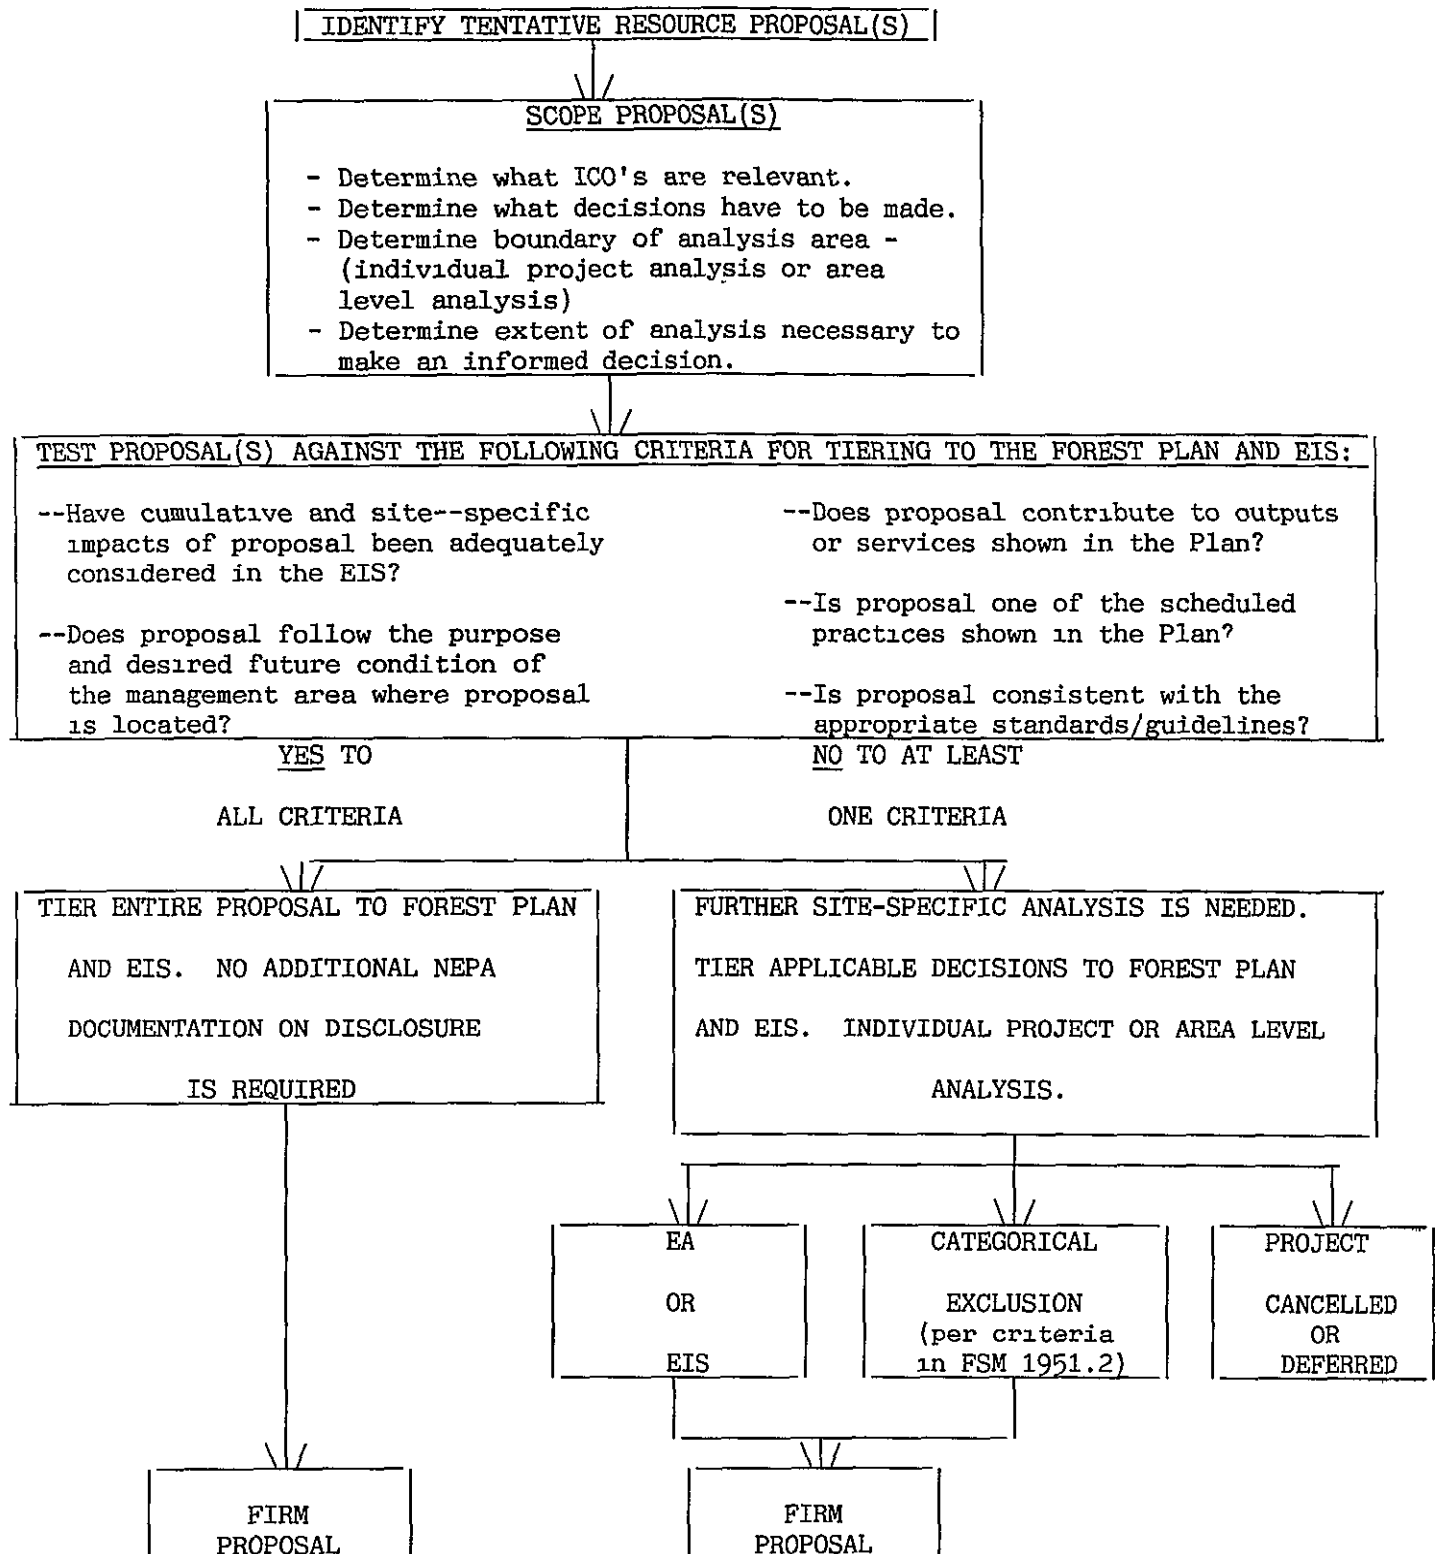 IDENTIFY TENTATIVE RESOURCE PROPOSAL(S)
SCOPE PROPOSAL(S)
- Determine what ICO's are relevant.
- Determine what decisions have to be made.
- Determine boundary of analysis area -
(individual project analysis or area
level analysis)
- Determine extent of analysis necessary to
make an informed decision.
TEST PROPOSAL(S) AGAINST THE FOLLOWING CRITERIA FOR TIERING TO THE FOREST PLAN AND EIS:
--Have cumulative and site--specific
impacts of proposal been adequately
considered in the EIS?
--Does proposal follow the purpose
and desired future condition of
the management area where proposal
is located?
--Does proposal contribute to outputs
or services shown in the Plan?
--Is proposal one of the scheduled
practices shown in the Plan?
--Is proposal consistent with the
appropriate standards/guidelines?
YES TO
ALL CRITERIA
NO TO AT LEAST
ONE CRITERIA
TIER ENTIRE PROPOSAL TO FOREST PLAN
AND EIS. NO ADDITIONAL NEPA
DOCUMENTATION ON DISCLOSURE
IS REQUIRED
FURTHER SITE-SPECIFIC ANALYSIS IS NEEDED.
TIER APPLICABLE DECISIONS TO FOREST PLAN
AND EIS. INDIVIDUAL PROJECT OR AREA LEVEL
ANALYSIS.
EA
OR
EIS
CATEGORICAL
EXCLUSION
(per criteria
in FSM 1951.2)
PROJECT
CANCELLED
OR
DEFERRED
FIRM
PROPOSAL
FIRM
PROPOSAL